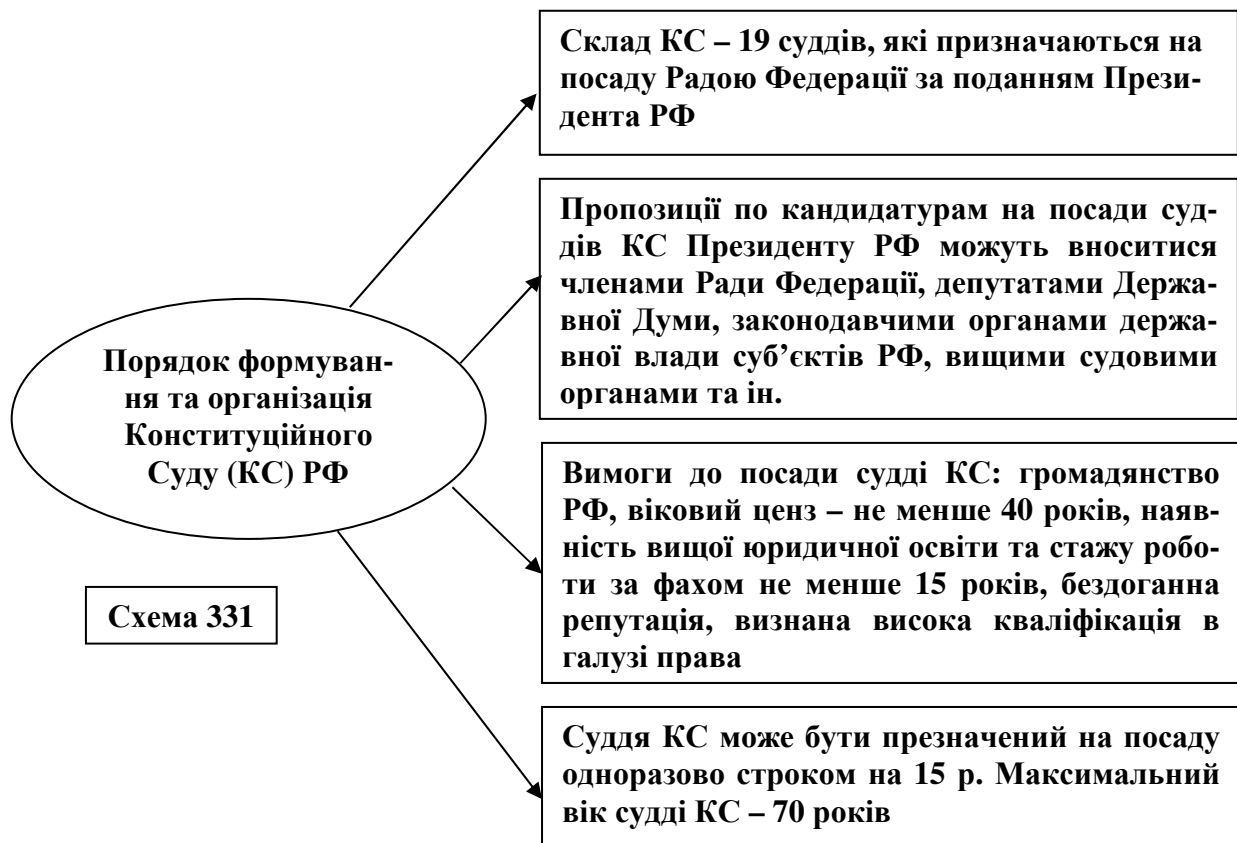 Склад КС – 19 суддів, які призначаються на
посаду Радою Федерації за поданням Прези-
дента РФ
Пропозиції по кандидатурам на посади суд-
дів КС Президенту РФ можуть вноситися
членами Ради Федерації, депутатами Держа-
вної Думи, законодавчими органами держа-
вної влади суб’єктів РФ, вищими судовими
органами та ін.
Порядок формуван-
ня та організація
Конституційного
Суду (КС) РФ
Вимоги до посади судді КС: громадянство
РФ, віковий ценз – не менше 40 років, наяв-
ність вищої юридичної освіти та стажу робо-
ти за фахом не менше 15 років, бездоганна
репутація, визнана висока кваліфікація в
галузі права
Схема 331
Суддя КС може бути презначений на посаду
одноразово строком на 15 р. Максимальний
вік судді КС – 70 років